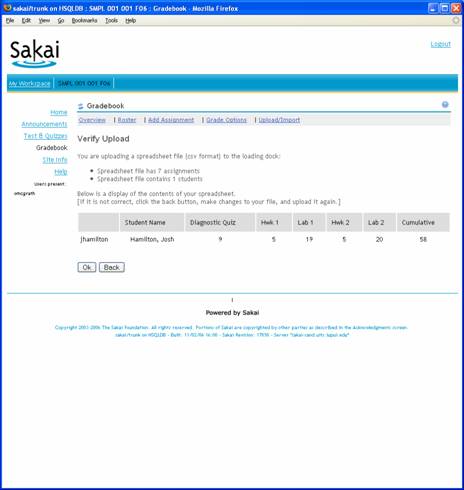 sakai/trunk on HSQLDB : SMPL 001 001 F06 : Gradebook - Mozilla Firefox
File Edit View Go Bookmarks Tools Help
Sakai
Logout
My Workspace SMPL 001 001 F06
Gradebook
Home
Overview | Roster | Add Assignment | Grade Options | Upload/Import
Announcements
Test & Quizzes
Gradebook
Site Info
Help
Users present:
omcgrath
Verify Upload
You are uploading a spreadsheet file (csv format) to the loading dock:
Spreadsheet file has 7 assignments
Spreadsheet file contains 1 students
Below is a display of the contents of your spreadsheet.
[If it is not correct, click the back button, make changes to your file, and upload it again.]
Student Name Diagnostic Quiz Hwk 1 Lab 1 Hwk 2 Lab 2 Cumulative
jhamilton Hamilton, Josh 9 5 19 5 20 58
Ok Back
|
Powered by Sakai
Copyright 2003-2006 The Sakai Foundation. All rights reserved. Portions of Sakai are copyrighted by other parties as described in the Acknowledgments screen.
sakai/trunk on HSQLDB - Built: 11/02/06 16:00 - Sakai Revision: